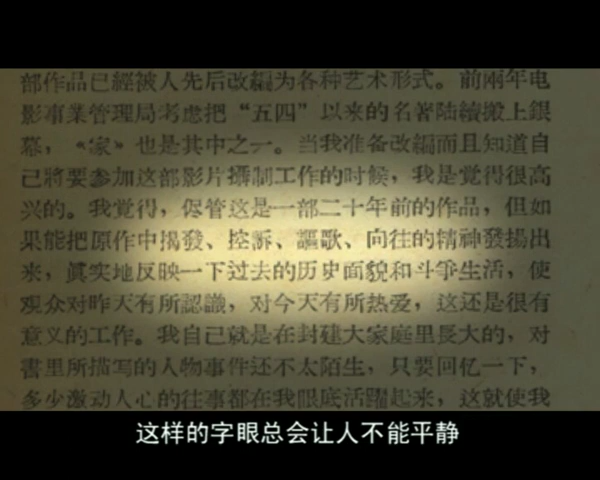 部作品已經被人先后改編为各种艺术形式。前兩年电
影事業管理局考虑把“五四”以来的名著陆續搬上銀
幕，“家”也是其中之一。当我准备改編而且知道自
己將要参加这部影片攝制工作的时候，我是觉得很高
兴的。我觉得，侭管这是一部二十年前的作品，但如
果能把原作中揭發、控訴、謳歌、向往的精神發揚出
来，眞实地反映一下过去的历史面貌和斗爭生活，使
观众对昨天有所認識，对今天有所热爱，这还是很有
意义的工作。我自己就是在封建大家庭里長大的，对
書里所描写的人物事件还不太陌生，只要回忆一下，
多少激动人心的往事都在我眼底活躍起来，这就使我
这样的字眼总会让人不能平静